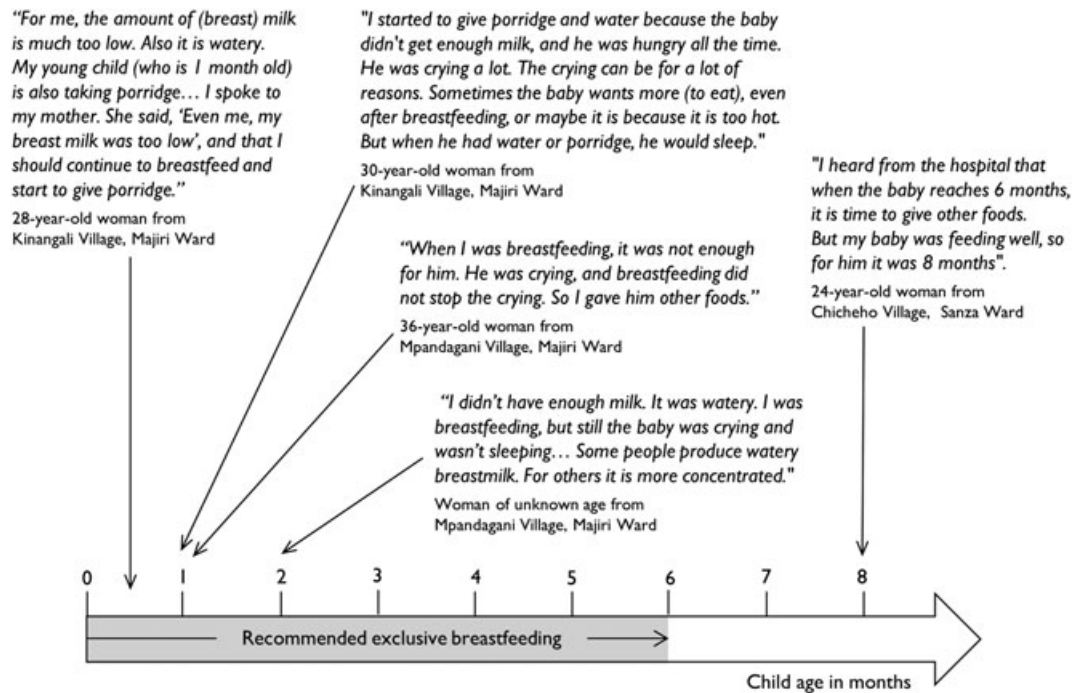 “For me, the amount of (breast) milk
is much too low. Also it is watery.
My young child (who is 1 month old)
is also taking porridge... I spoke to
my mother. She said, ‘Even me, my
breast milk was too low’, and that I
should continue to breastfeed and
start to give porridge.”
28-year-old woman from
Kinangali Village, Majiri Ward
"I started to give porridge and water because the baby
didn't get enough milk, and he was hungry all the time.
He was crying a lot. The crying can be for a lot of
reasons. Sometimes the baby wants more (to eat), even
after breastfeeding, or maybe it is because it is too hot.
But when he had water or porridge, he would sleep."
30-year-old woman from
Kinangali Village, Majiri Ward
“When I was breastfeeding, it was not enough
for him. He was crying, and breastfeeding did
not stop the crying. So I gave him other foods.”
36-year-old woman from
Mpandagani Village, Majiri Ward
“I didn’t have enough milk. It was watery. I was
breastfeeding, but still the baby was crying and
wasn’t sleeping... Some people produce watery
breastmilk. For others it is more concentrated."
Woman of unknown age from
Mpandagani Village, Majiri Ward
"I heard from the hospital that
when the baby reaches 6 months,
it is time to give other foods.
But my baby was feeding well, so
for him it was 8 months".
24-year-old woman from
Chicheho Village, Sanza Ward
0 1 2 3 4 5 6 7 8
Recommended exclusive breastfeeding
Child age in months